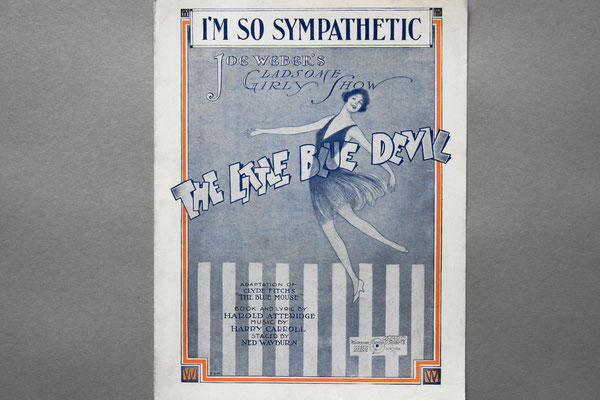 I'M SO SYMPATHETIC
JOE WEBER'S
GLADSOME
GIRLY SHOW
THE LITTLE BLUE DEVIL
ADAPTATION OF
CLYDE FITCH'S
THE BLUE MOUSE
BOOK AND LYRIC BY
HAROLD ATTERIDGE
MUSIC BY
HARRY CARROLL
STAGED BY
NED WAYBURN
W W